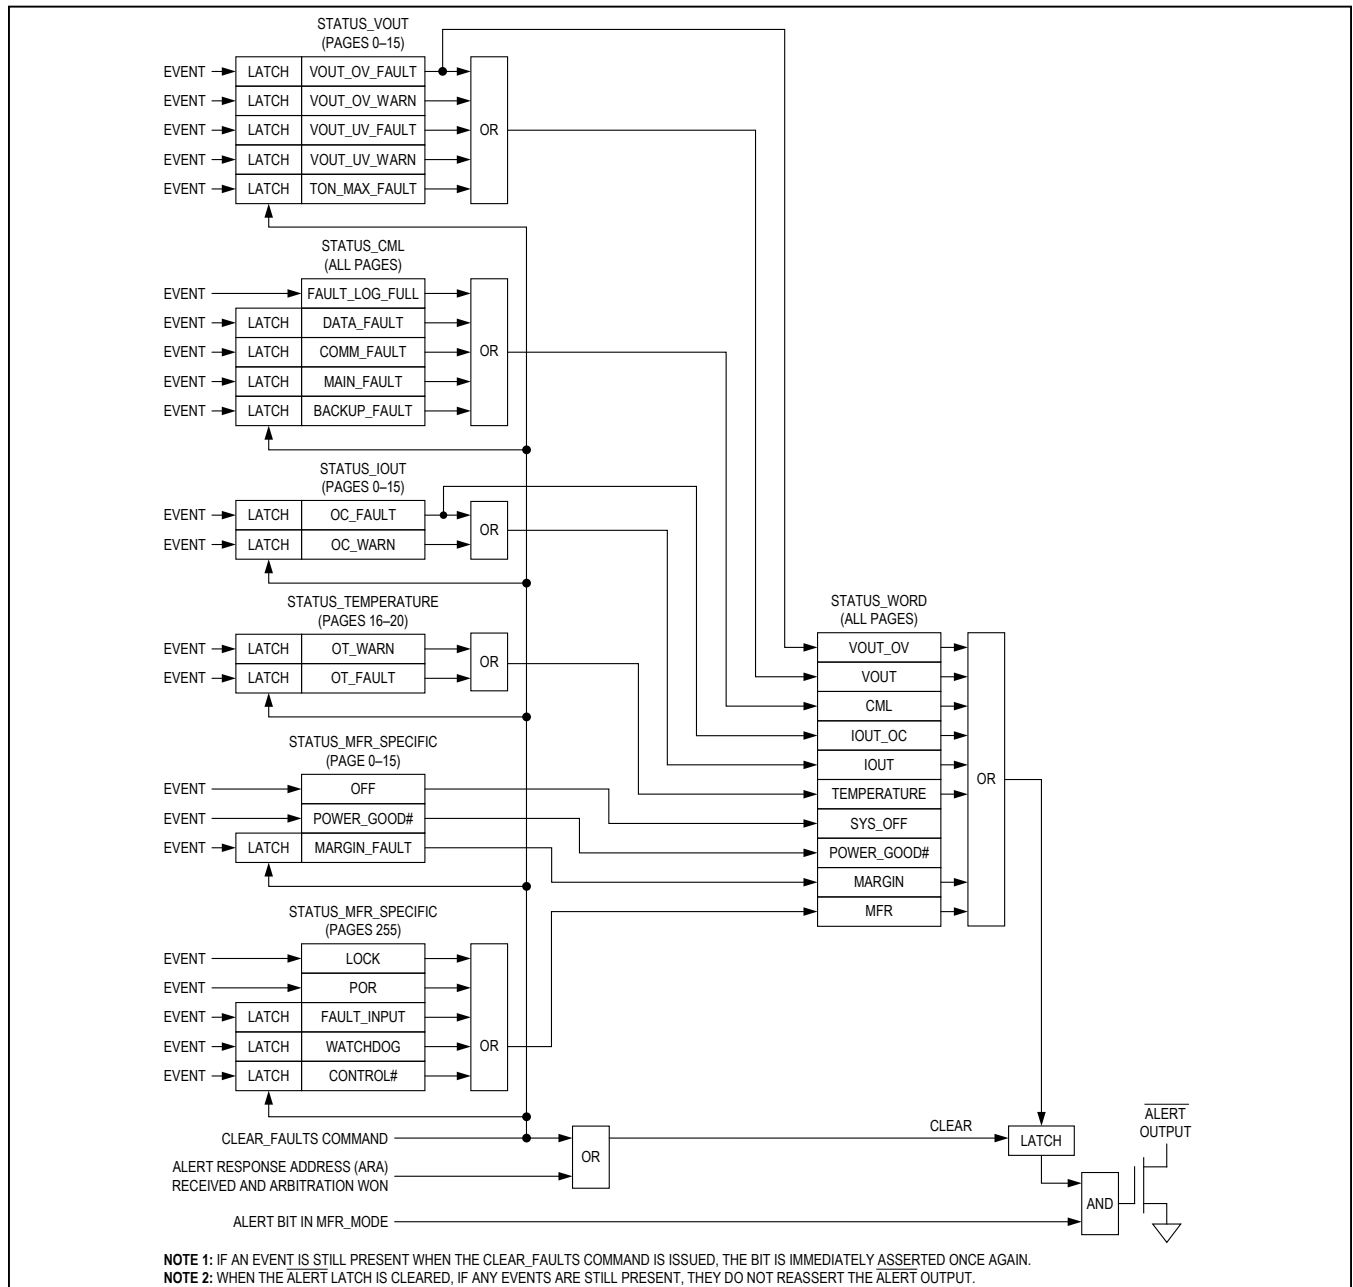 STATUS_VOUT
(PAGES 0–15)
EVENT LATCH VOUT_OV_FAULT
EVENT LATCH VOUT_OV_WARN
EVENT LATCH VOUT_UV_FAULT OR
EVENT LATCH VOUT_UV_WARN
EVENT LATCH TON_MAX_FAULT
STATUS_CML
(ALL PAGES)
EVENT FAULT_LOG_FULL
EVENT LATCH DATA_FAULT
EVENT LATCH COMM_FAULT OR
EVENT LATCH MAIN_FAULT
EVENT LATCH BACKUP_FAULT
STATUS_IOUT
(PAGES 0–15)
EVENT LATCH OC_FAULT
OR
EVENT LATCH OC_WARN
STATUS_TEMPERATURE
(PAGES 16–20)
EVENT LATCH OT_WARN
OR
EVENT LATCH OT_FAULT
STATUS_MFR_SPECIFIC
(PAGE 0–15)
EVENT OFF
EVENT POWER_GOOD#
EVENT LATCH MARGIN_FAULT
STATUS_MFR_SPECIFIC
(PAGES 255)
EVENT LOCK
EVENT POR
EVENT LATCH FAULT_INPUT
EVENT LATCH WATCHDOG OR
EVENT LATCH CONTROL#
STATUS_WORD
(ALL PAGES)
VOUT_OV
VOUT
CML
IOUT_OC
IOUT
OR
TEMPERATURE
SYS_OFF
POWER_GOOD#
MARGIN
MFR
CLEAR_FAULTS COMMAND
ALERT RESPONSE ADDRESS (ARA)
RECEIVED AND ARBITRATION WON
OR
CLEAR
LATCH
ALERT
OUTPUT
AND
ALERT BIT IN MFR_MODE
NOTE 1: IF AN EVENT IS STILL PRESENT WHEN THE CLEAR_FAULTS COMMAND IS ISSUED, THE BIT IS IMMEDIATELY ASSERTED ONCE AGAIN.
NOTE 2: WHEN THE ALERT LATCH IS CLEARED, IF ANY EVENTS ARE STILL PRESENT, THEY DO NOT REASSERT THE ALERT OUTPUT.